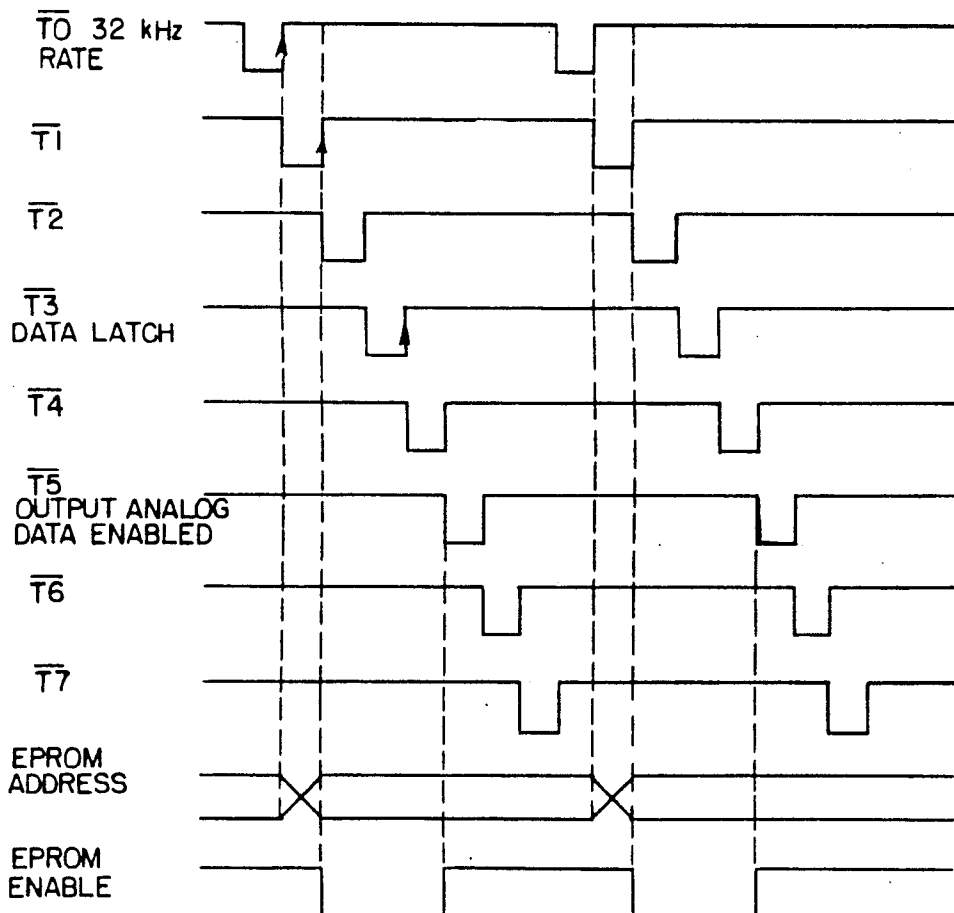 T0 32 kHz
RATE
T1
T2
T3
DATA LATCH
T4
T5
OUTPUT ANALOG
DATA ENABLED
T6
T7
EPROM
ADDRESS
EPROM
ENABLE